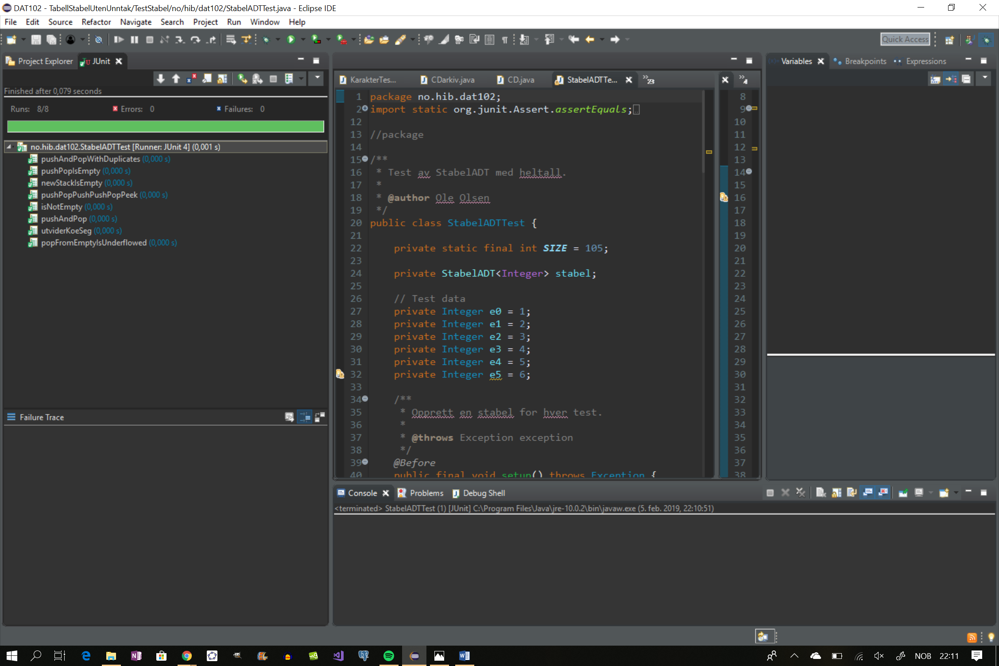 DAT102 - TabellStabelUtenUnntak/TestStabel/no/hib/dat102/StabelADTTest.java - Eclipse IDE
File Edit Source Refactor Navigate Search Project Run Window Help
Quick Access
Project Explorer JUnit
Finished after 0,079 seconds
Runs: 8/8 Errors: 0 Failures: 0
no.hib.dat102.StabelADTTest [Runner: JUnit 4] (0,001 s)
pushAndPopWithDuplicates (0,000 s)
pushPopIsEmpty (0,000 s)
newStackIsEmpty (0,000 s)
pushPopPushPushPopPeek (0,000 s)
isNotEmpty (0,000 s)
pushAndPop (0,000 s)
utviderKoeSeg (0,000 s)
popFromEmptyIsUnderflowed (0,000 s)
Failure Trace
KarakterTes... CDarkiv.java CD.java StabelADTTe... »23
1 package no.hib.dat102;
2 import static org.junit.Assert.assertEquals;
12
13 //package
14
15 /**
16 * Test av StabelADT med heltall.
17 *
18 * @author Ole Olsen
19 */
20 public class StabelADTTest {
21
22 private static final int SIZE = 105;
23
24 private StabelADT<Integer> stabel;
25
26 // Test data
27 private Integer e0 = 1;
28 private Integer e1 = 2;
29 private Integer e2 = 3;
30 private Integer e3 = 4;
31 private Integer e4 = 5;
32 private Integer e5 = 6;
33
34 /**
35 * Opprett en stabel for hver test.
36 *
37 * @throws Exception exception
38 */
39 @Before
40 public final void setup() throws Exception {
»4
8
9
10
11
12
13
14
15
16
17
18
19
20
21
22
23
24
25
26
27
28
29
30
31
32
33
34
35
36
37
38
Variables Breakpoints Expressions
Console Problems Debug Shell
<terminated> StabelADTTest (1) [JUnit] C:\Program Files\Java\jre-10.0.2\bin\javaw.exe (5. feb. 2019, 22:10:51)
NOB 22:11